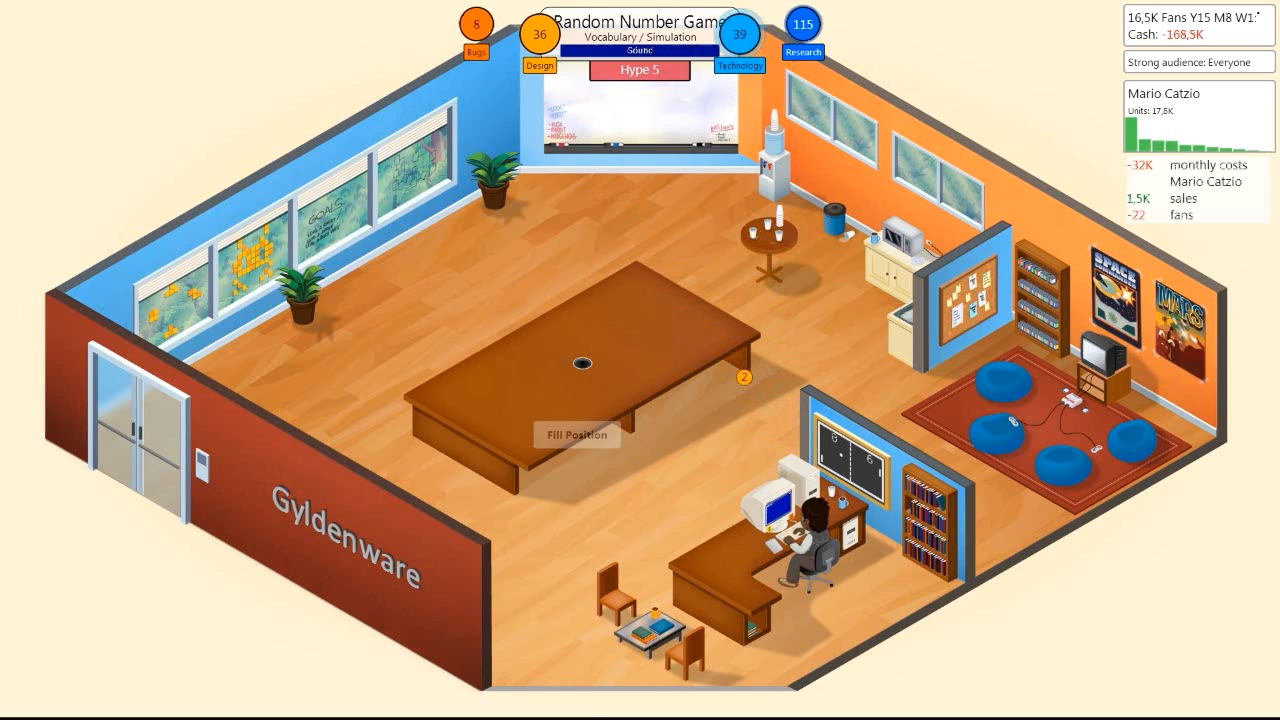 8
Bugs
36
Design
Random Number Game
Vocabulary / Simulation
Sound
Hype 5
39
Technology
115
Research
16,5K Fans Y15 M8 W1
Cash: -168,5K
Strong audience: Everyone
Mario Catzio
Units: 17,5K
-32K monthly costs
Mario Catzio
1,5K sales
-22 fans
GOALS
SPACE
MARS
2
Fill Position
6
Gyldenware